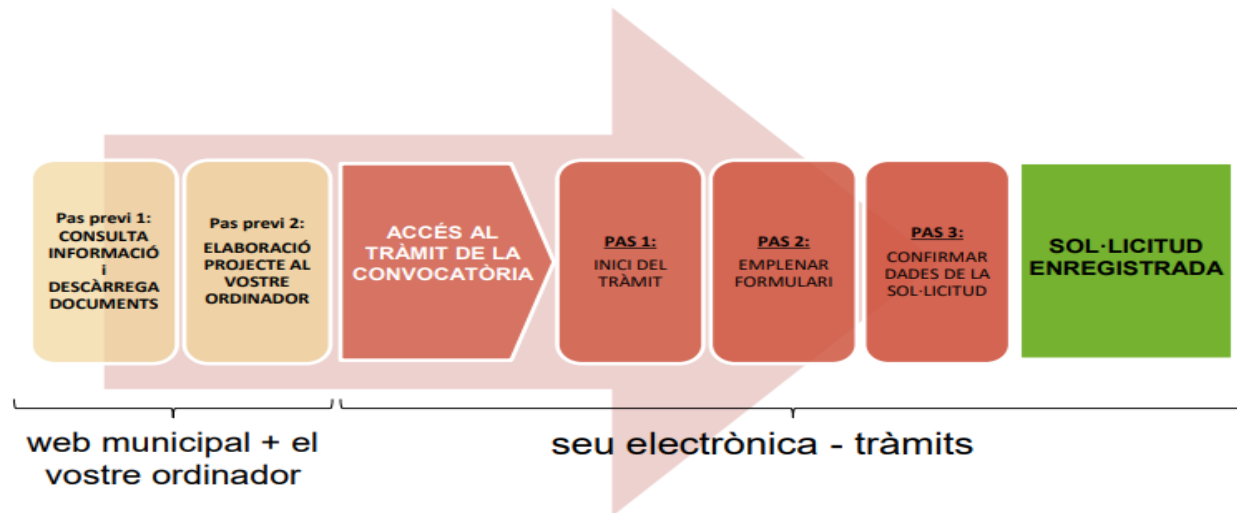 Pas previ 1:
CONSULTA
INFORMACIÓ
i
DESCÀRREGA
DOCUMENTS
Pas previ 2:
ELABORACIÓ
PROJECTE AL
VOSTRE
ORDINADOR
ACCÉS AL
TRÀMIT DE LA
CONVOCATÒRIA
PAS 1:
INICI DEL
TRÀMIT
PAS 2:
EMPLENAR
FORMULARI
PAS 3:
CONFIRMAR
DADES DE LA
SOL·LICITUD
SOL·LICITUD
ENREGISTRADA
web municipal + el
vostre ordinador
seu electrònica - tràmits